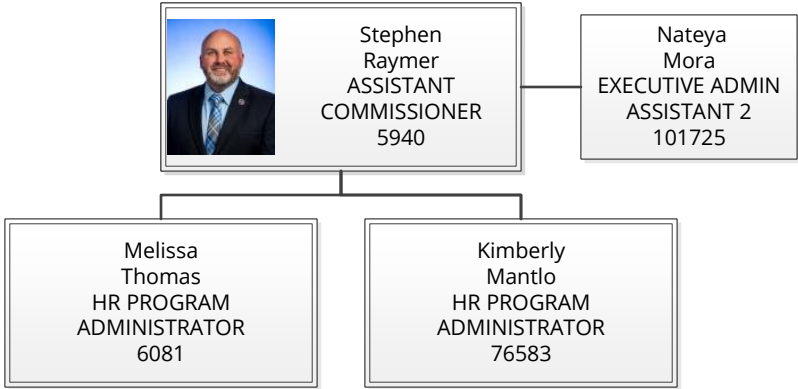 Stephen
Raymer
ASSISTANT
COMMISSIONER
5940
Nateya
Mora
EXECUTIVE ADMIN
ASSISTANT 2
101725
Melissa
Thomas
HR PROGRAM
ADMINISTRATOR
6081
Kimberly
Mantlo
HR PROGRAM
ADMINISTRATOR
76583